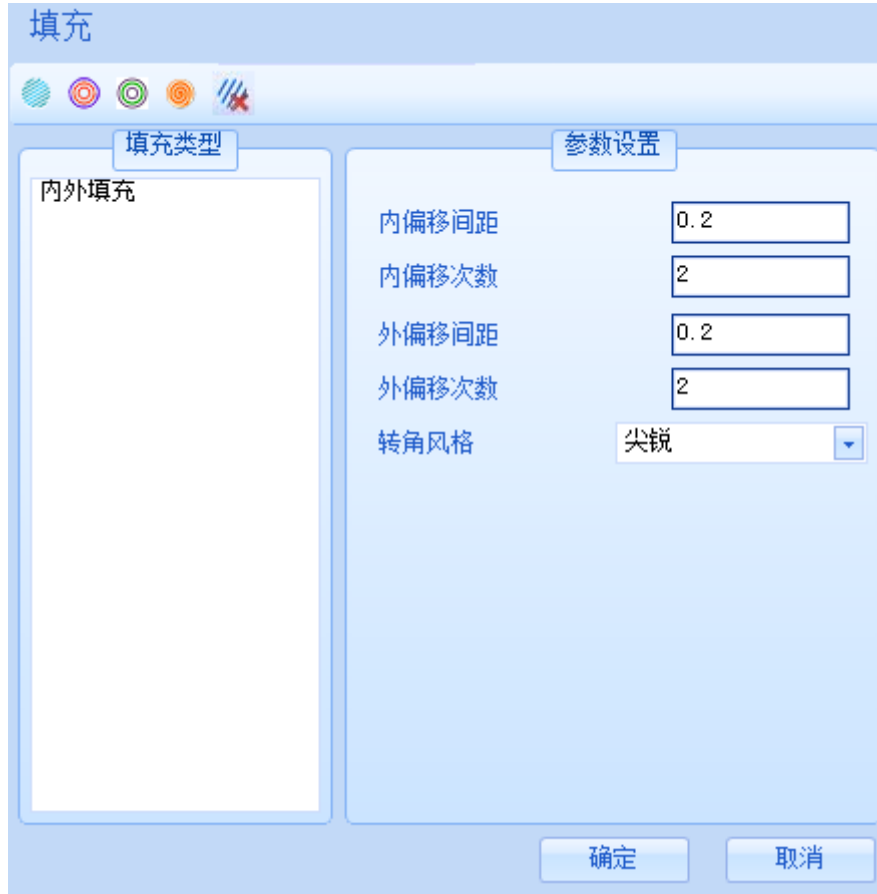 填充
填充类型
内外填充
参数设置
内偏移间距 0.2
内偏移次数 2
外偏移间距 0.2
外偏移次数 2
转角风格 尖锐
确定 取消